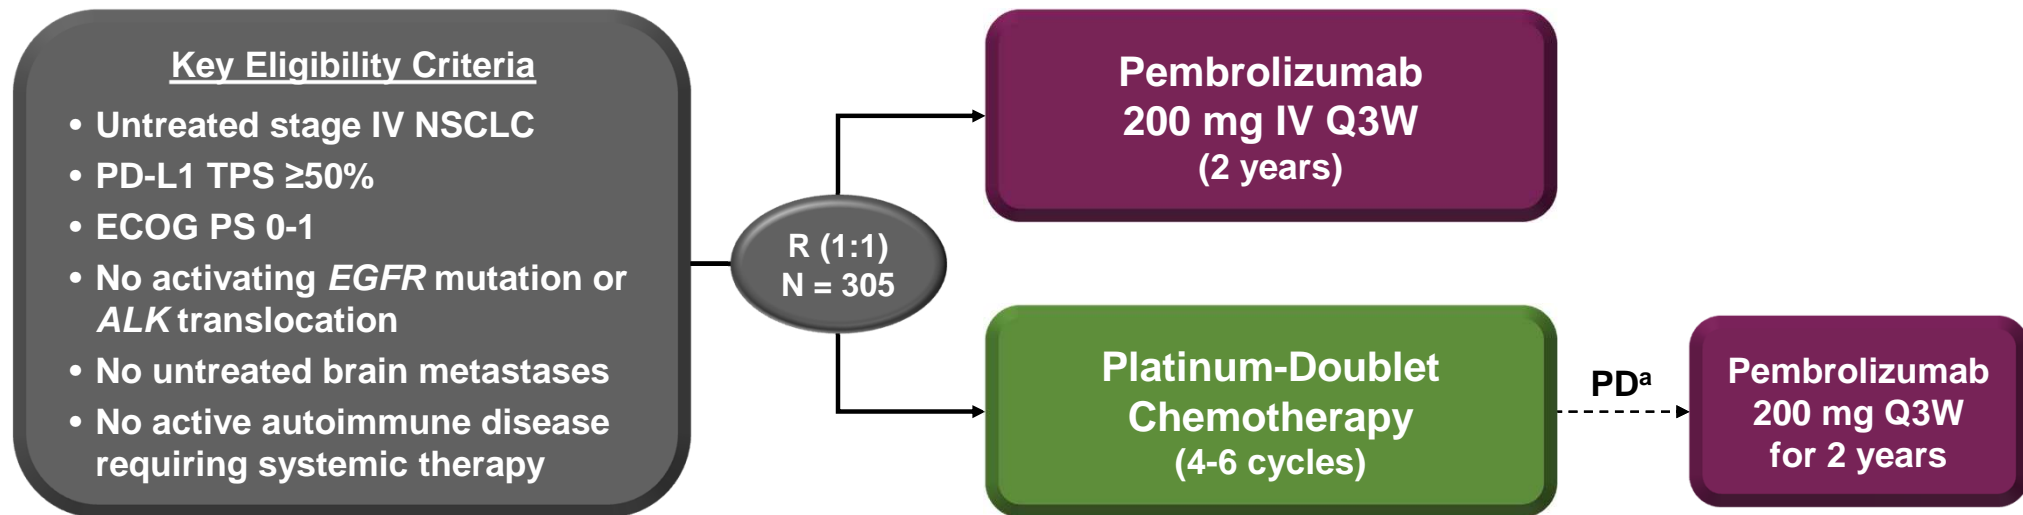 Key Eligibility Criteria
• Untreated stage IV NSCLC
• PD-L1 TPS ≥50%
• ECOG PS 0-1
• No activating EGFR mutation or
ALK translocation
• No untreated brain metastases
• No active autoimmune disease
requiring systemic therapy
R (1:1)
N = 305
Pembrolizumab
200 mg IV Q3W
(2 years)
Platinum-Doublet
Chemotherapy
(4-6 cycles)
PDᵃ
Pembrolizumab
200 mg Q3W
for 2 years